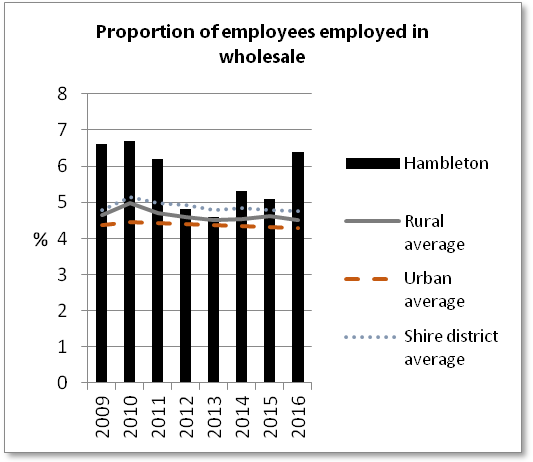 Proportion of employees employed in
wholesale
8
7
6
5
4
3
2
1
0
%
2009
2010
2011
2012
2013
2014
2015
2016
Hambleton
Rural
average
Urban
average
Shire district
average